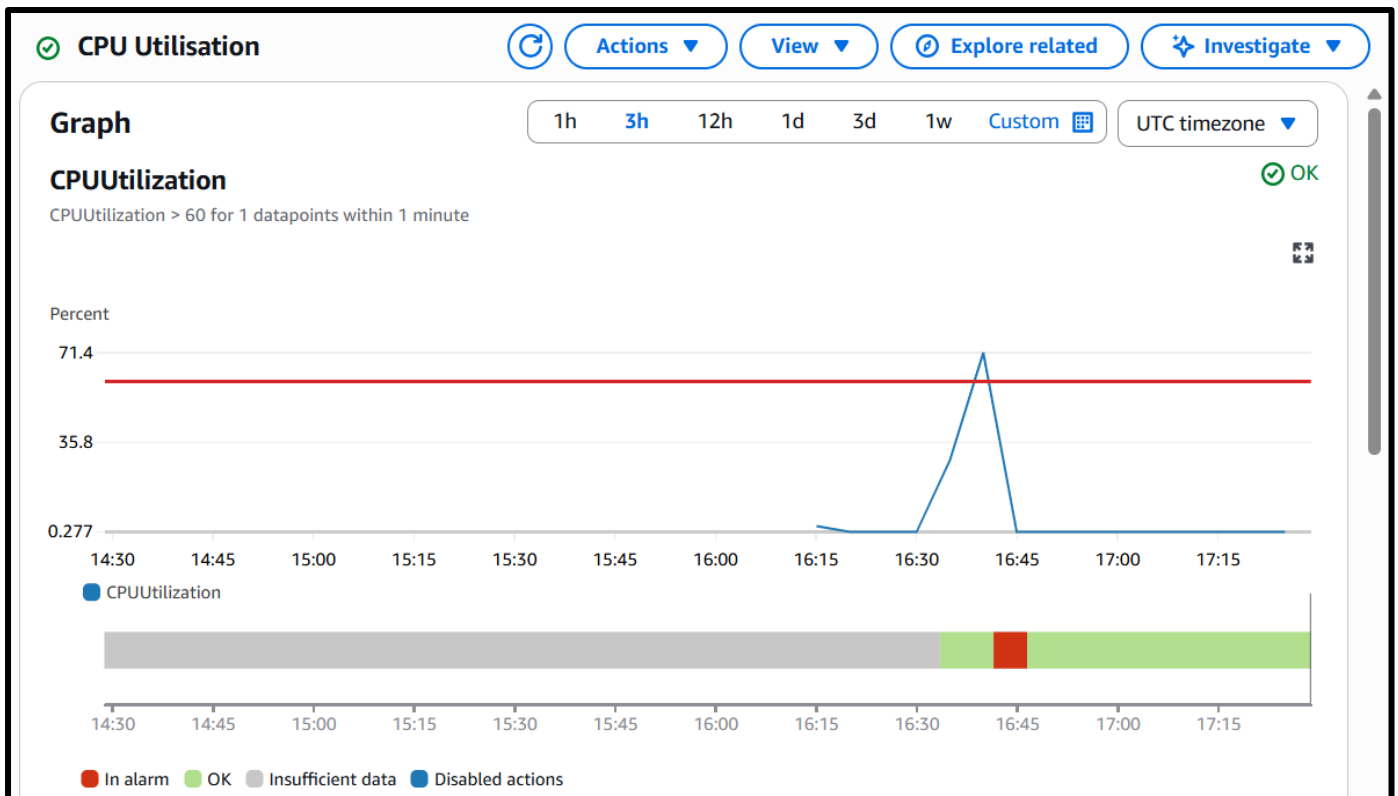 CPU Utilisation Actions View Explore related Investigate
Graph 1h 3h 12h 1d 3d 1w Custom UTC timezone
CPUUtilization OK
CPUUtilization > 60 for 1 datapoints within 1 minute
Percent
71.4
35.8
0.277
14:30 14:45 15:00 15:15 15:30 15:45 16:00 16:15 16:30 16:45 17:00 17:15
CPUUtilization
14:30 14:45 15:00 15:15 15:30 15:45 16:00 16:15 16:30 16:45 17:00 17:15
In alarm OK Insufficient data Disabled actions